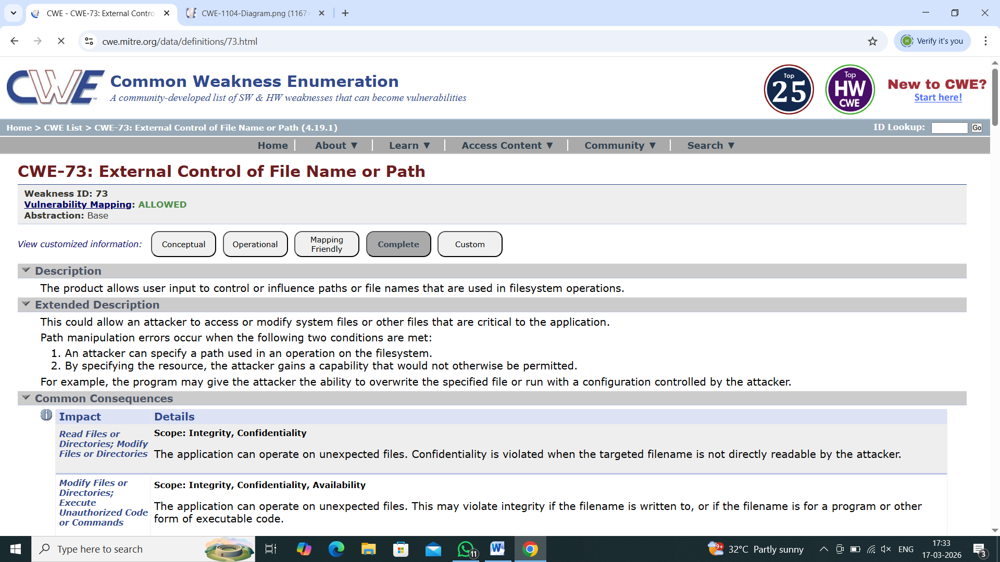 CWE - CWE-73: External Contro
CWE-1104-Diagram.png (1167
cwe.mitre.org/data/definitions/73.html
H
Verify it's you
CWE
Common Weakness Enumeration
A community-developed list of SW & HW weaknesses that can become vulnerabilities
Top
25
Top
HW
CWE
New to CWE?
Start here!
Home > CWE List > CWE-73: External Control of File Name or Path (4.19.1)
ID Lookup:
Go
Home
About ▼
Learn ▼
Access Content ▼
Community ▼
Search ▼
CWE-73: External Control of File Name or Path
Weakness ID: 73
Vulnerability Mapping: ALLOWED
Abstraction: Base
View customized information:
Conceptual
Operational
Mapping
Friendly
Complete
Custom
Description
The product allows user input to control or influence paths or file names that are used in filesystem operations.
Extended Description
This could allow an attacker to access or modify system files or other files that are critical to the application.
Path manipulation errors occur when the following two conditions are met:
1. An attacker can specify a path used in an operation on the filesystem.
2. By specifying the resource, the attacker gains a capability that would not otherwise be permitted.
For example, the program may give the attacker the ability to overwrite the specified file or run with a configuration controlled by the attacker.
Common Consequences
Impact
Details
Read Files or
Directories; Modify
Files or Directories
Scope: Integrity, Confidentiality
The application can operate on unexpected files. Confidentiality is violated when the targeted filename is not directly readable by the attacker.
Modify Files or
Directories;
Execute
Unauthorized Code
or Commands
Scope: Integrity, Confidentiality, Availability
The application can operate on unexpected files. This may violate integrity if the filename is written to, or if the filename is for a program or other
form of executable code.
Type here to search
11
9+
32°C Partly sunny
ENG
17:33
17-03-2026
3